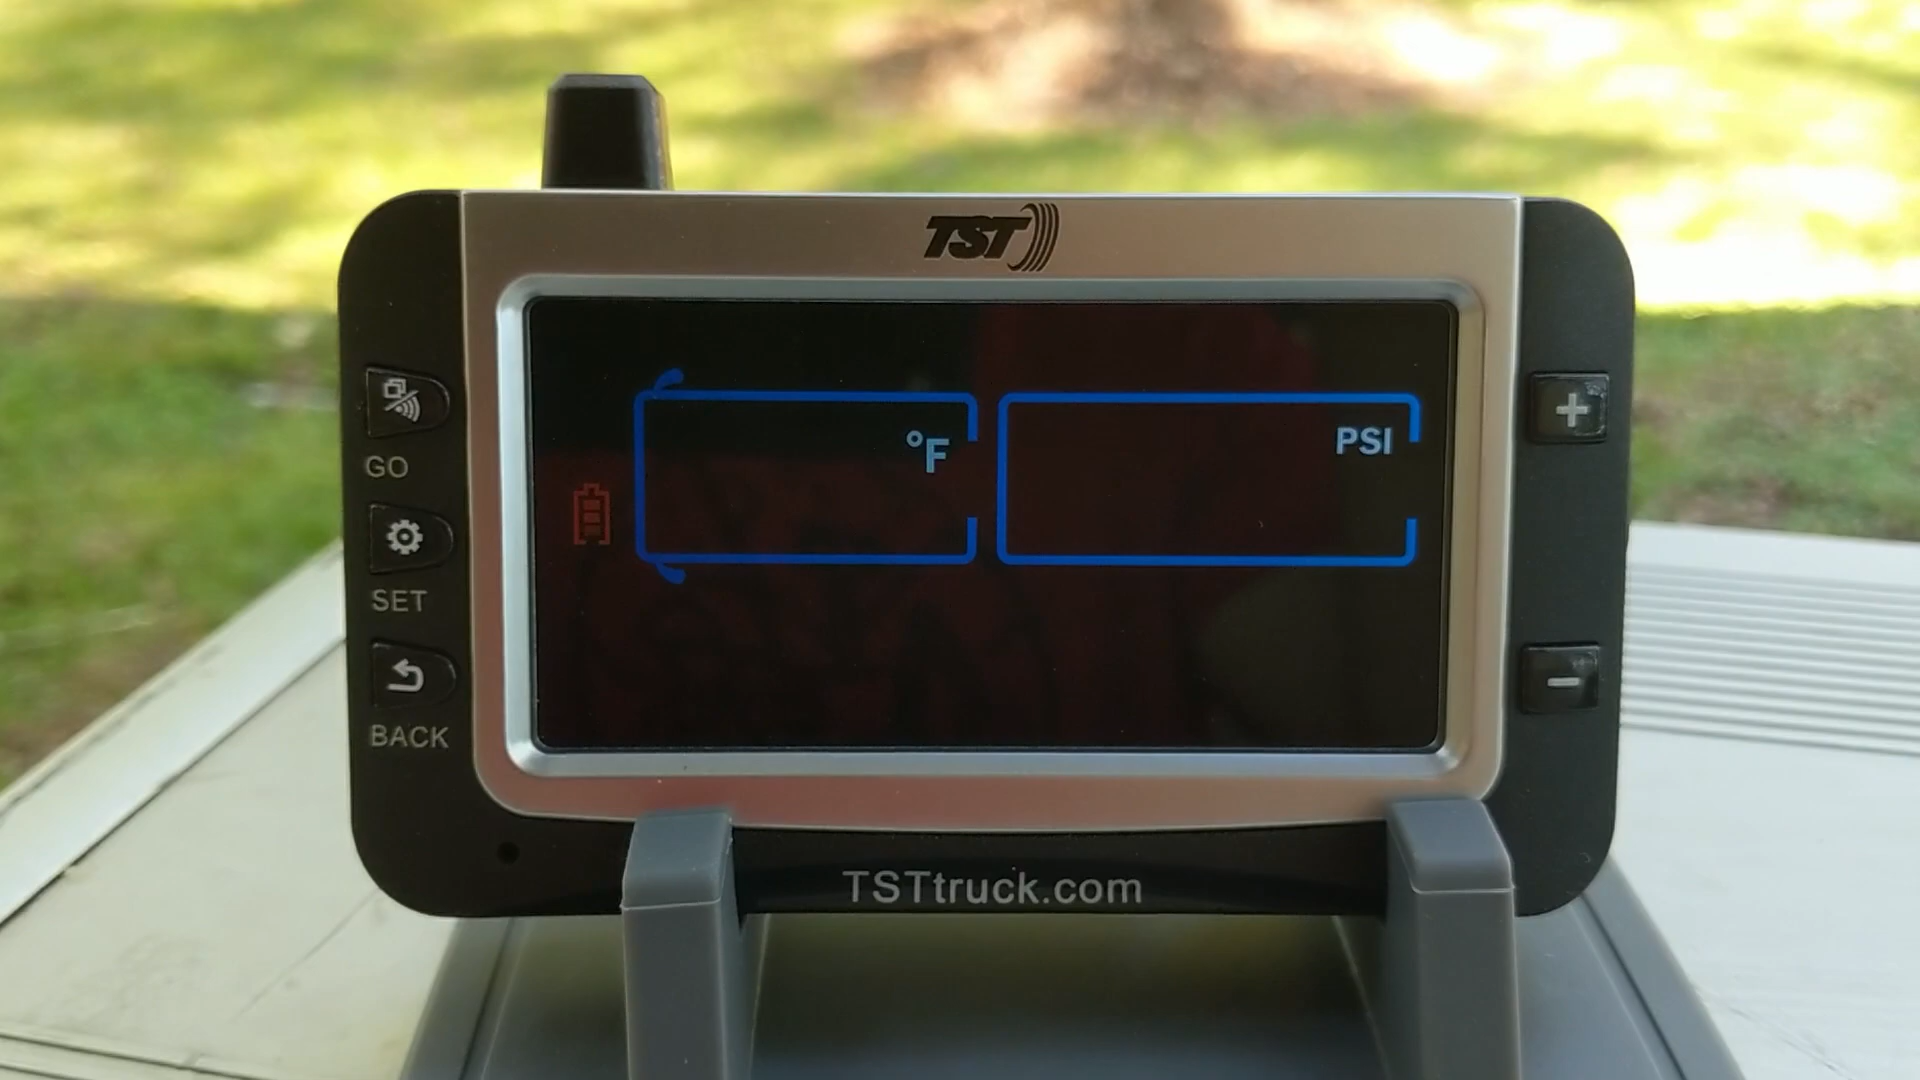 TST
°F
PSI
GO
SET
BACK
+
-
TSTtruck.com